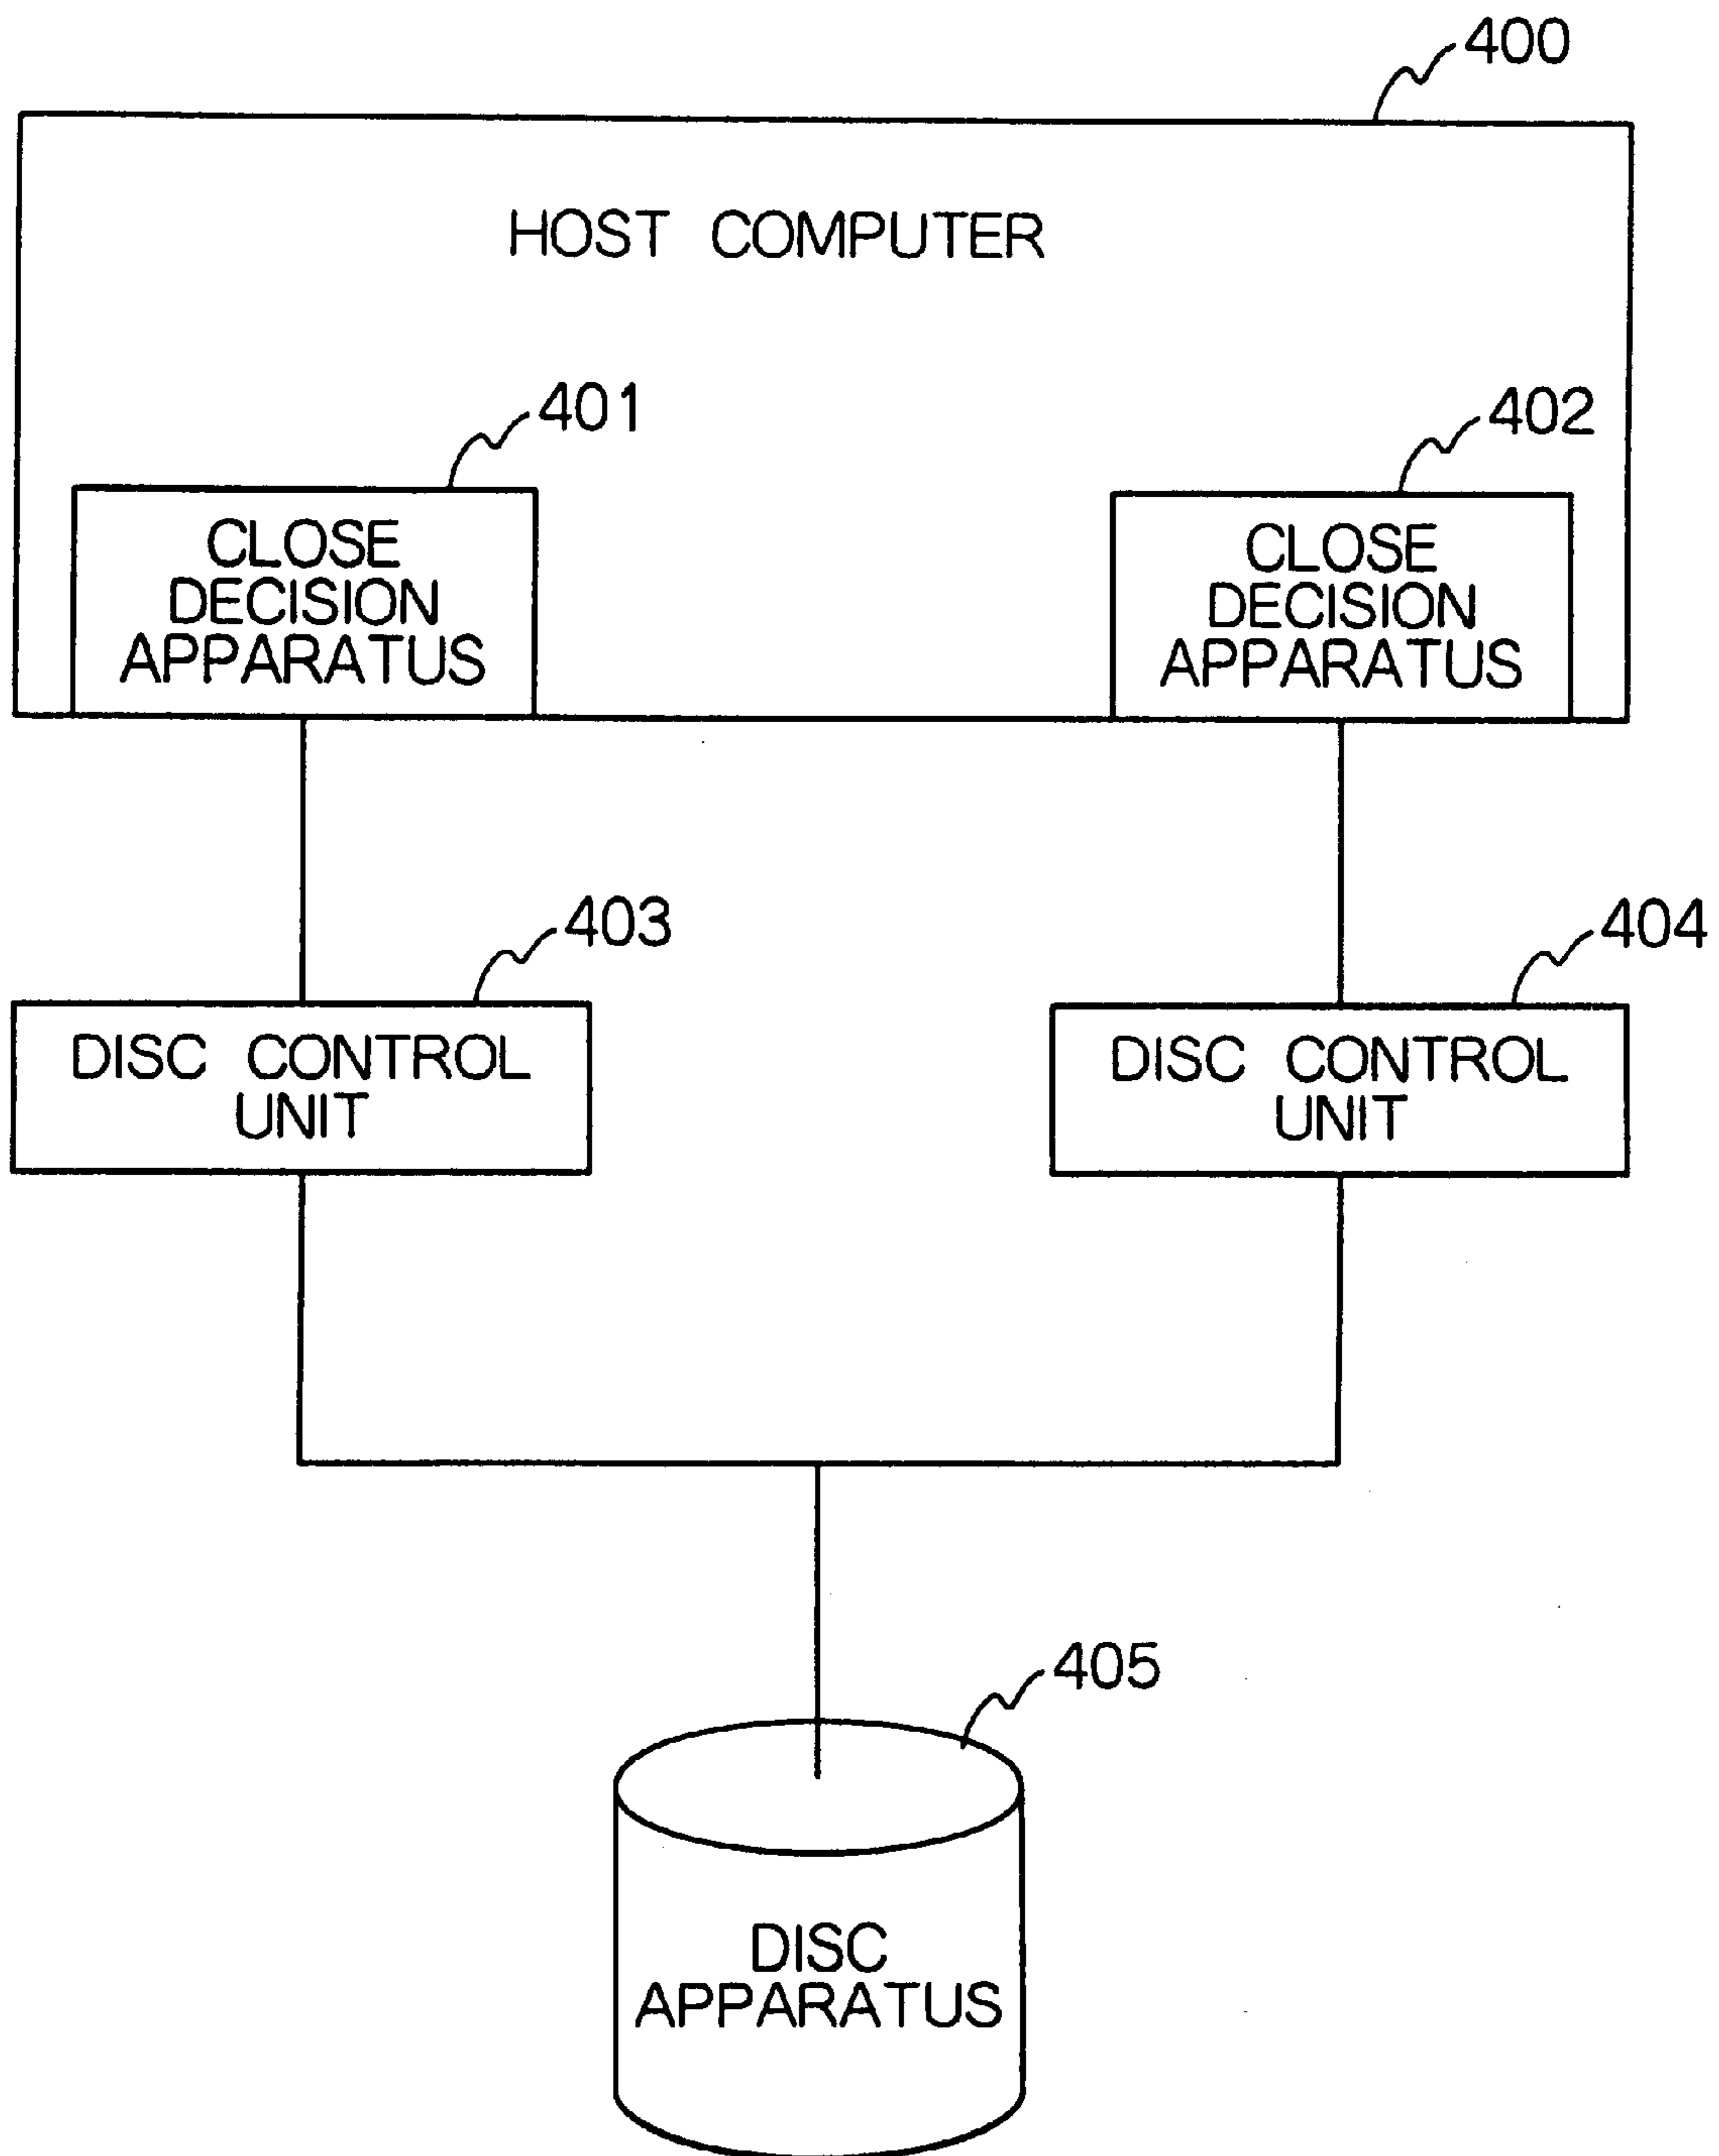 400
HOST COMPUTER
401
402
CLOSE
DECISION
APPARATUS
CLOSE
DECISION
APPARATUS
403
404
DISC CONTROL
UNIT
DISC CONTROL
UNIT
405
DISC
APPARATUS